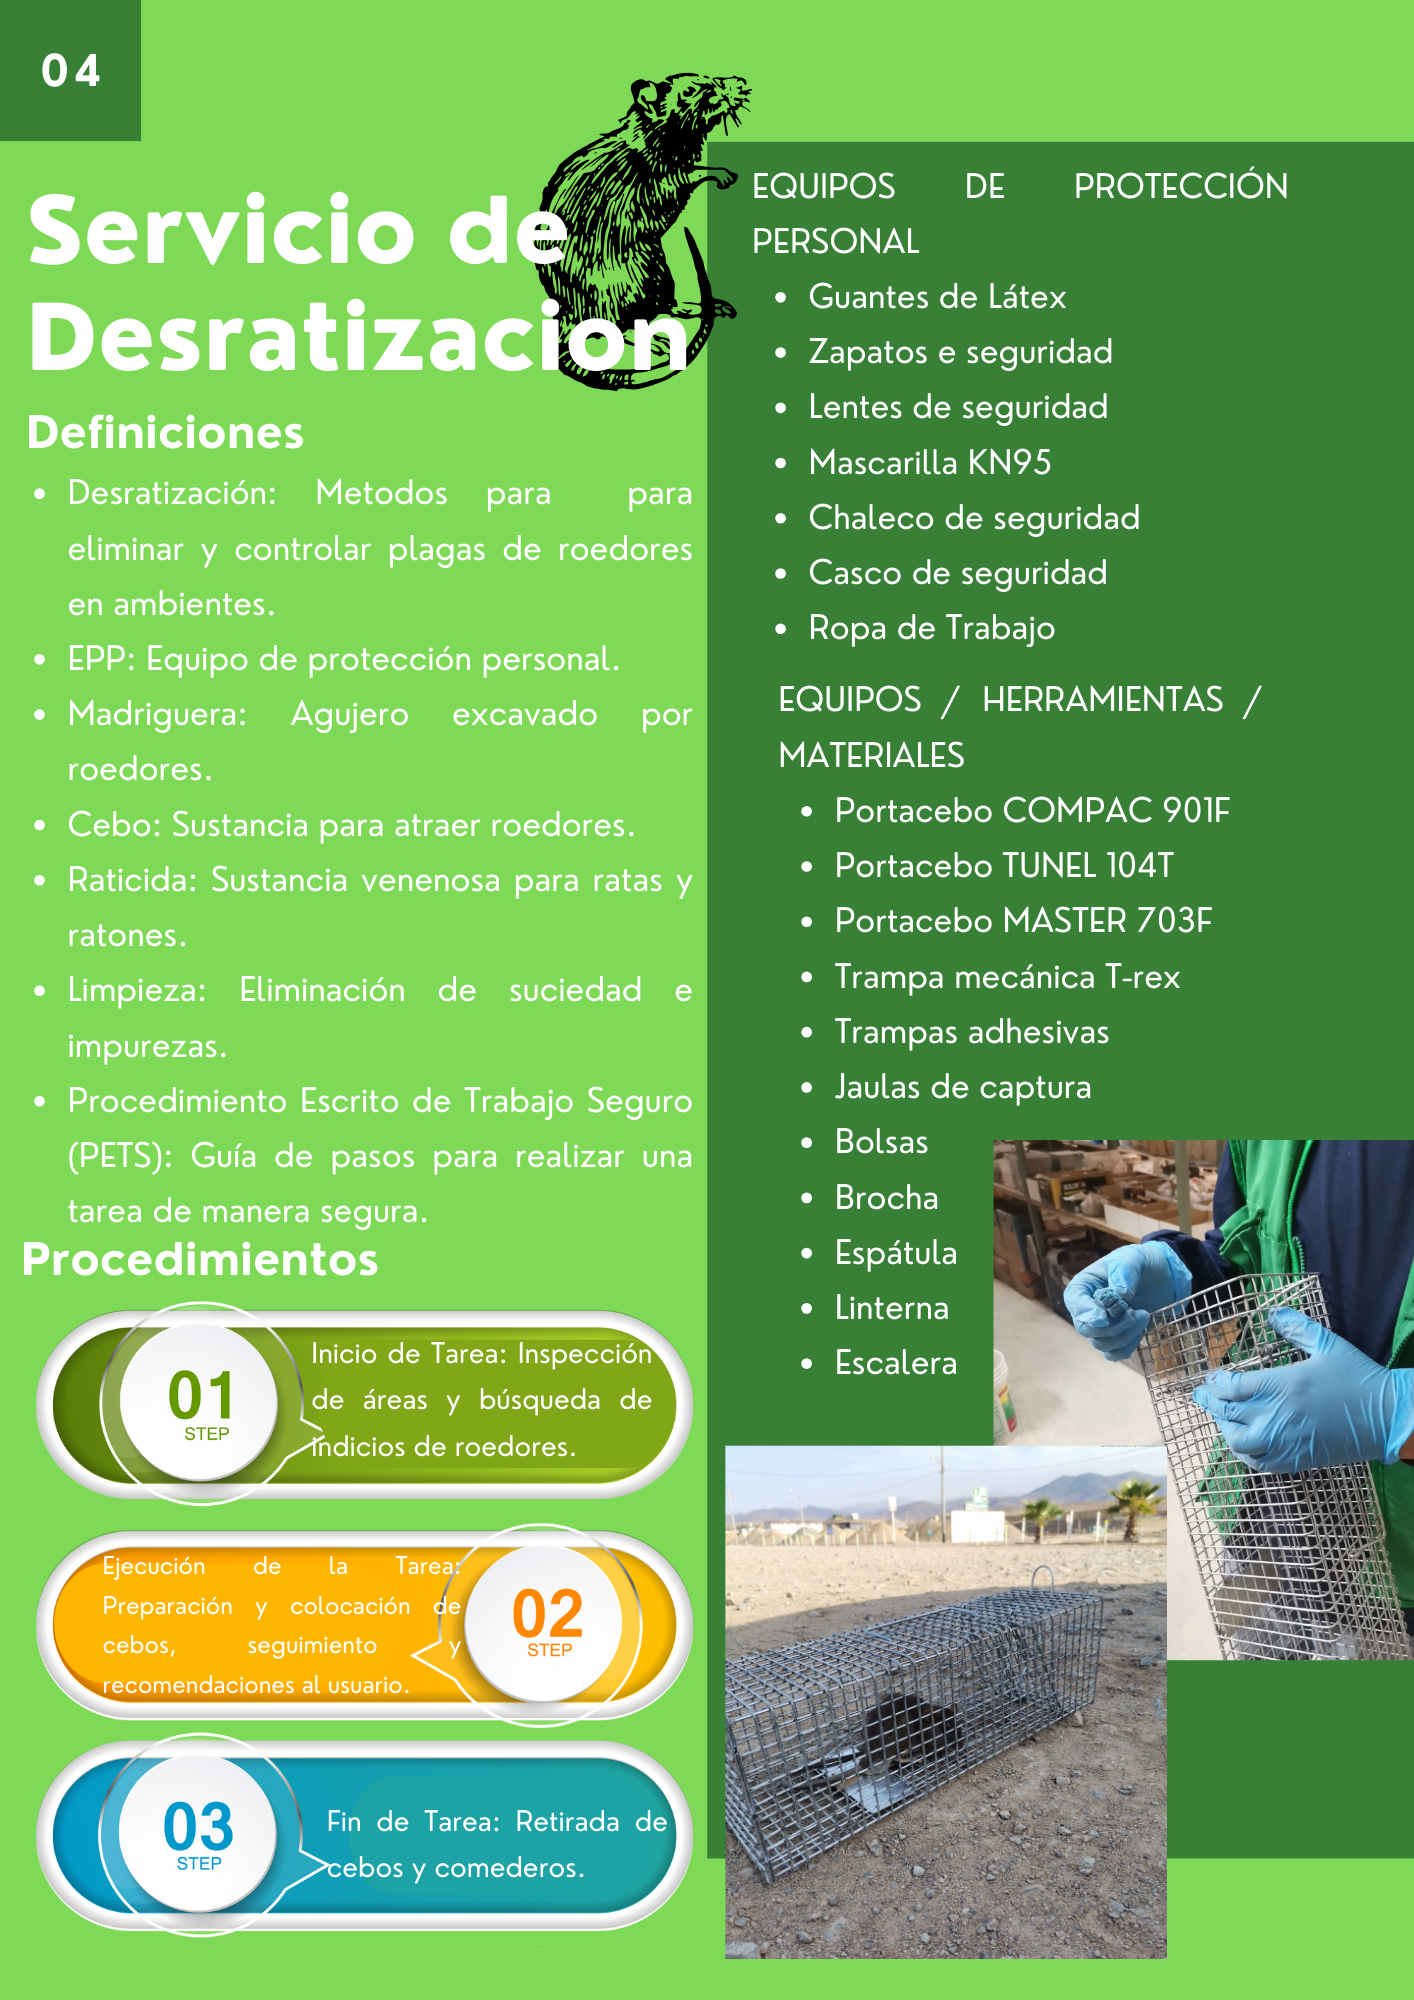 04
Servicio de
Desratizacion
Definiciones
• Desratización: Metodos para para
eliminar y controlar plagas de roedores
en ambientes.
• EPP: Equipo de protección personal.
• Madriguera: Agujero excavado por
roedores.
• Cebo: Sustancia para atraer roedores.
• Raticida: Sustancia venenosa para ratas y
ratones.
• Limpieza: Eliminación de suciedad e
impurezas.
• Procedimiento Escrito de Trabajo Seguro
(PETS): Guía de pasos para realizar una
tarea de manera segura.
Procedimientos
01
STEP
Inicio de Tarea: Inspección
de áreas y búsqueda de
indicios de roedores.
Ejecución de la Tarea:
Preparación y colocación de
cebos, seguimiento y
recomendaciones al usuario.
02
STEP
03
STEP
Fin de Tarea: Retirada de
cebos y comederos.
EQUIPOS DE PROTECCIÓN
PERSONAL
• Guantes de Látex
• Zapatos e seguridad
• Lentes de seguridad
• Mascarilla KN95
• Chaleco de seguridad
• Casco de seguridad
• Ropa de Trabajo
EQUIPOS / HERRAMIENTAS /
MATERIALES
• Portacebo COMPAC 901F
• Portacebo TUNEL 104T
• Portacebo MASTER 703F
• Trampa mecánica T-rex
• Trampas adhesivas
• Jaulas de captura
• Bolsas
• Brocha
• Espátula
• Linterna
• Escalera